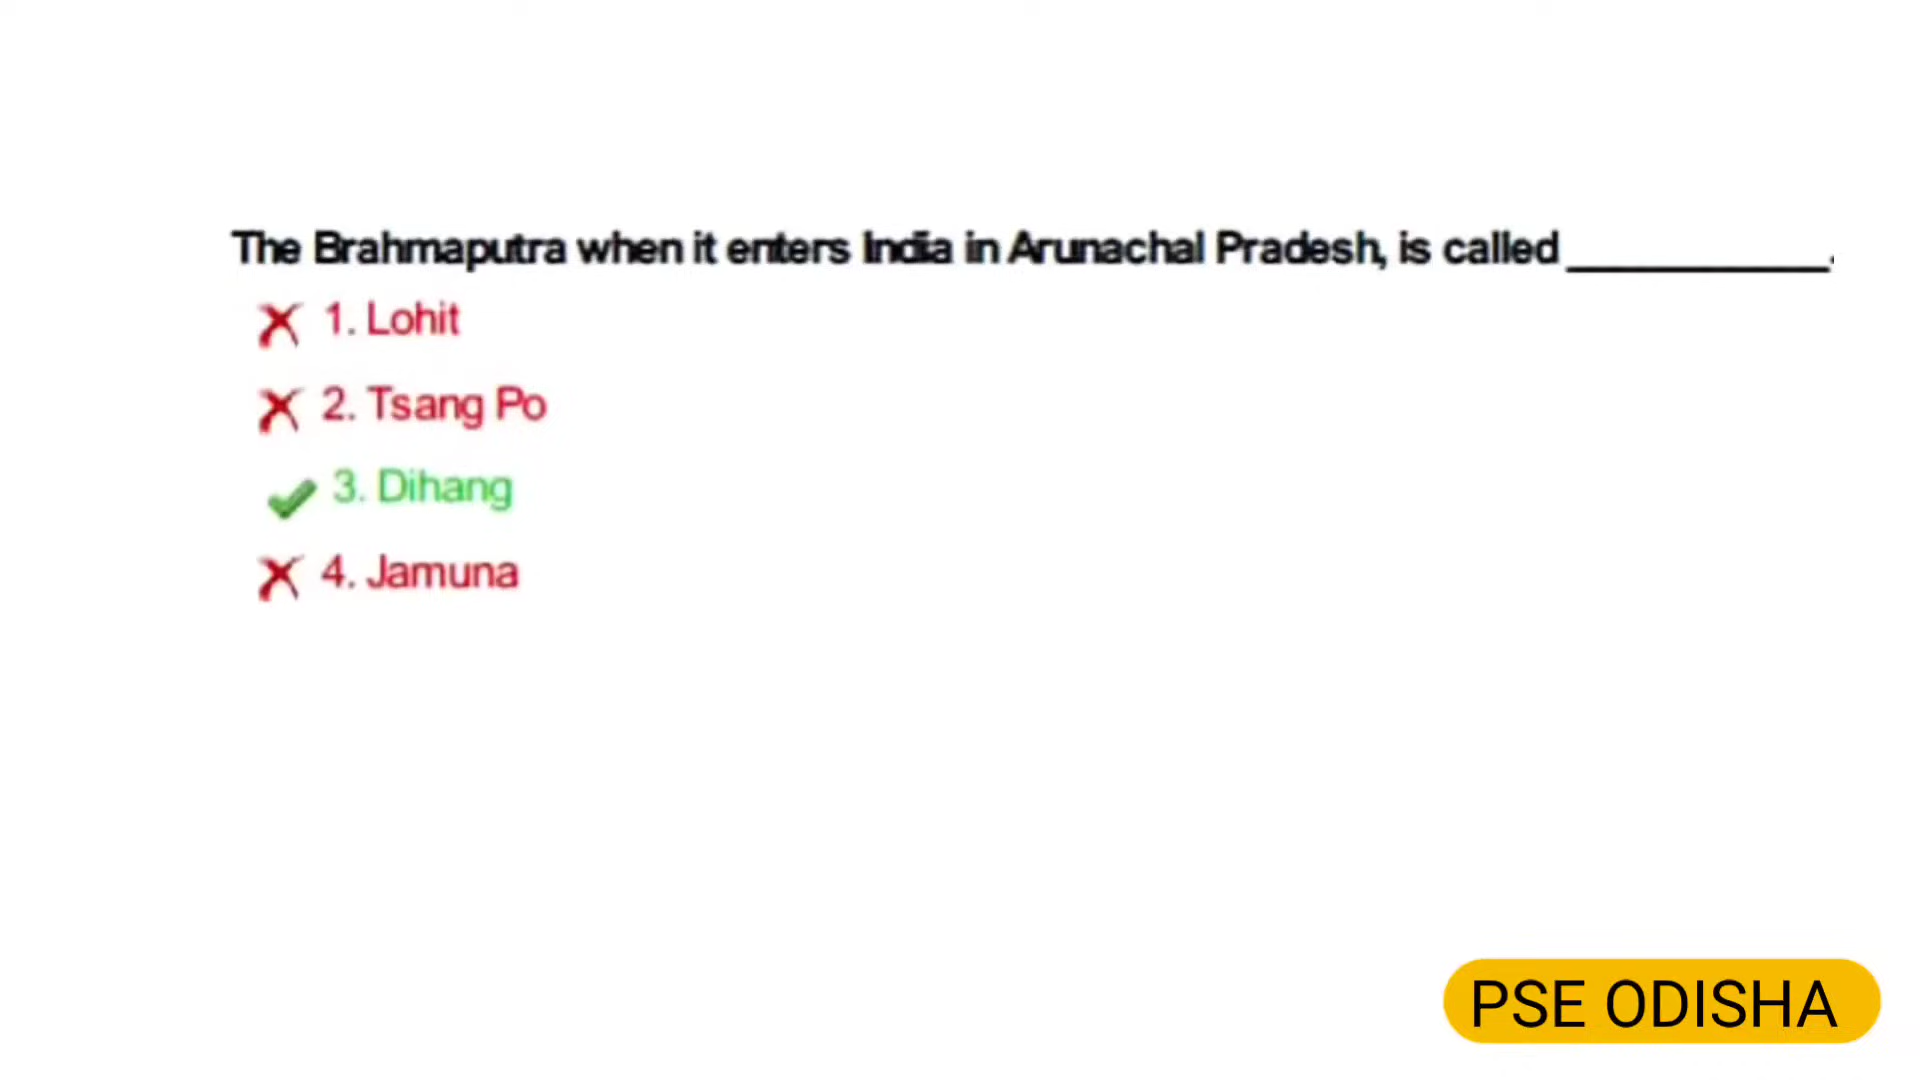 The Brahmaputra when it enters India in Arunachal Pradesh, is called ____________.
1. Lohit
2. Tsang Po
3. Dihang
4. Jamuna
PSE ODISHA